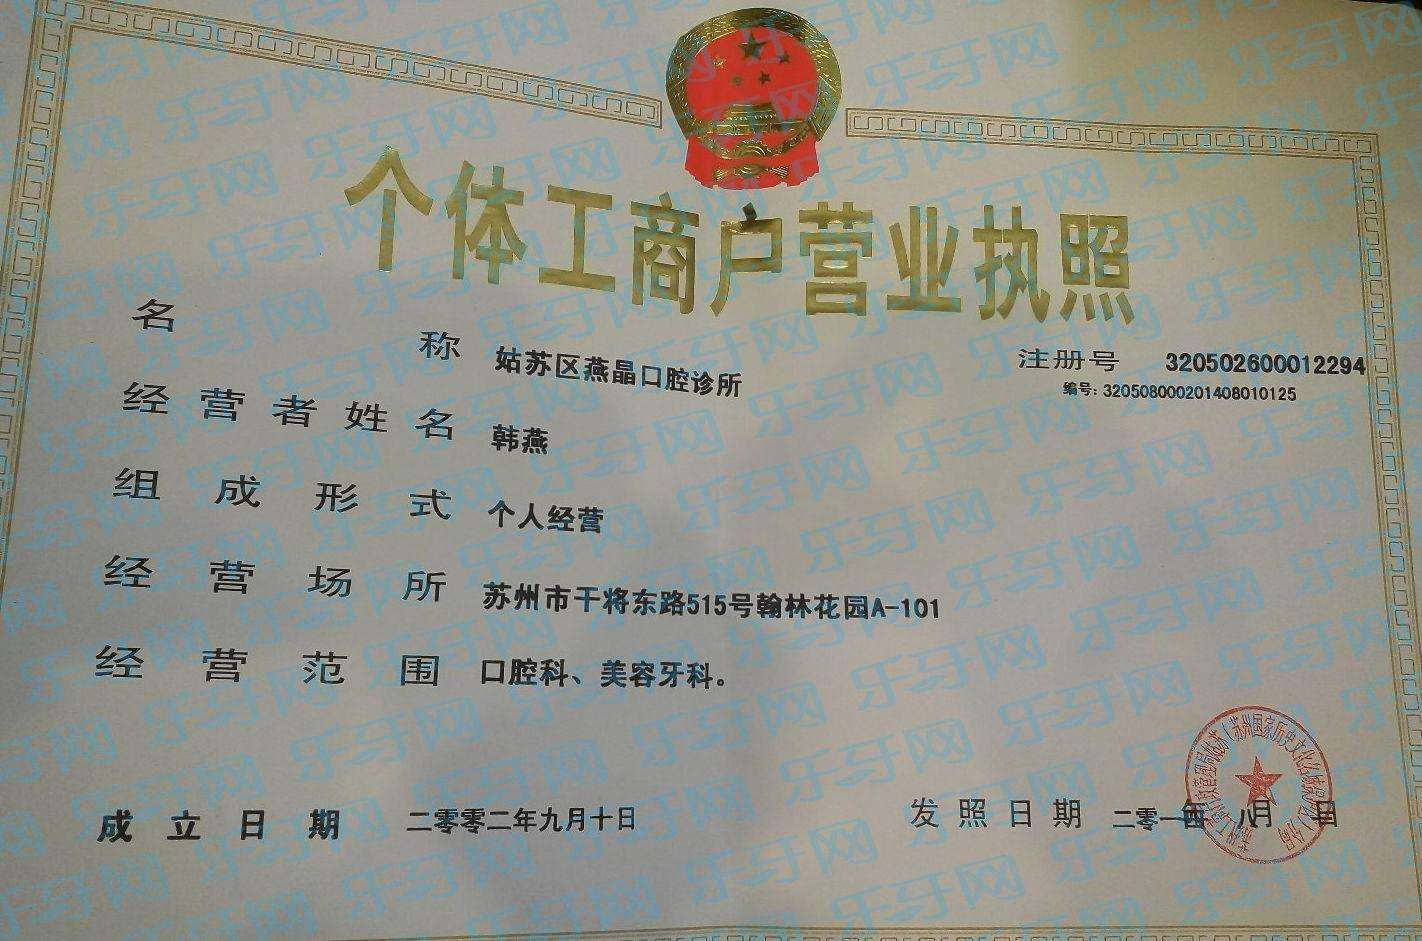 个体工商户营业执照
注册号 320502600012294
编号：320508000201408010125
名称 姑苏区燕晶口腔诊所
经营者姓名 韩燕
组成形式 个人经营
经营场所 苏州市干将东路515号翰林花园A-101
经营范围 口腔科、美容牙科。
成立日期 二零零二年九月十日
发照日期 二零一四年八月 日
乐牙网